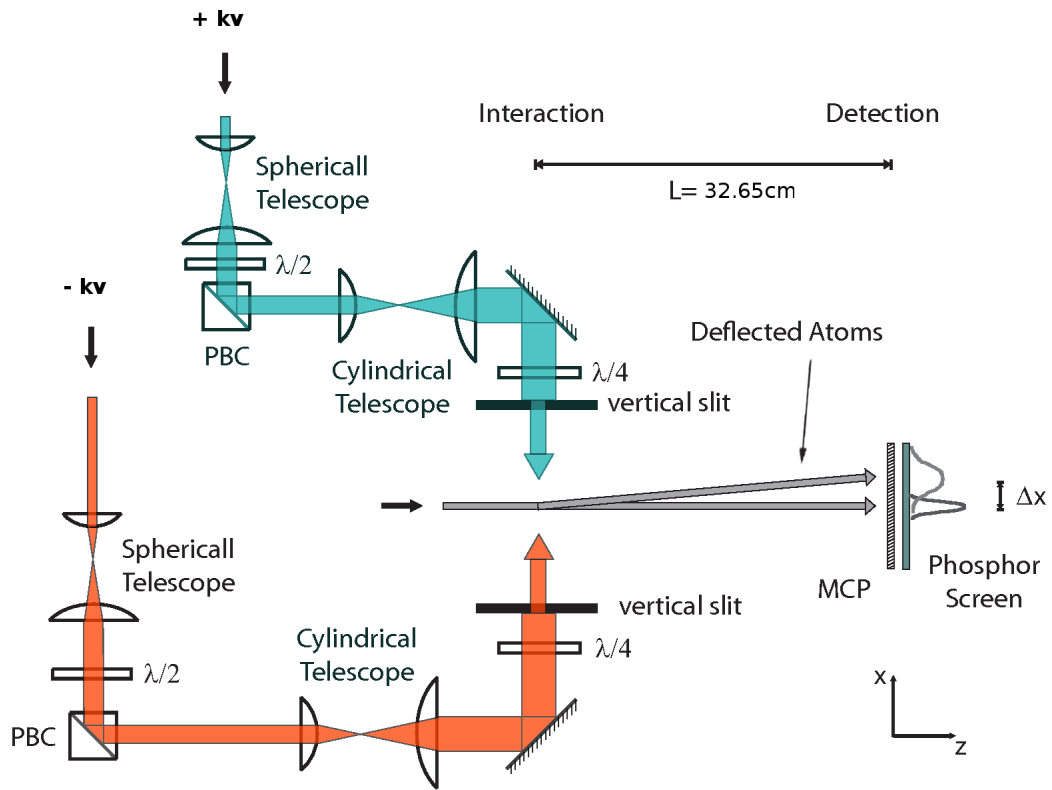 + kv
Interaction
Detection
Sphericall
Telescope
L= 32.65cm
λ/2
- kv
PBC
Deflected Atoms
Cylindrical
Telescope
λ/4
vertical slit
Δx
Sphericall
Telescope
MCP
Phosphor
Screen
vertical slit
Cylindrical
Telescope
λ/4
λ/2
x
PBC
z